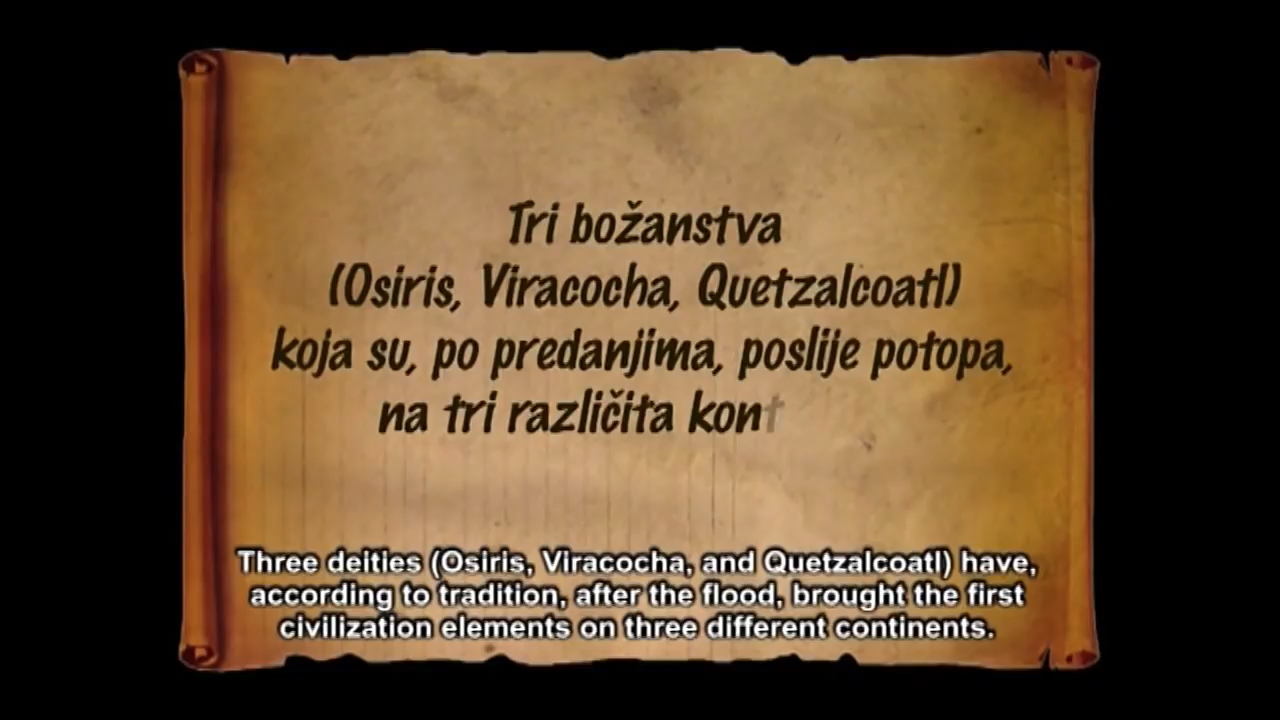 Tri božanstva
(Osiris, Viracocha, Quetzalcoatl)
koja su, po predanjima, poslije potopa,
na tri različita kont
Three deities (Osiris, Viracocha, and Quetzalcoatl) have,
according to tradition, after the flood, brought the first
civilization elements on three different continents.